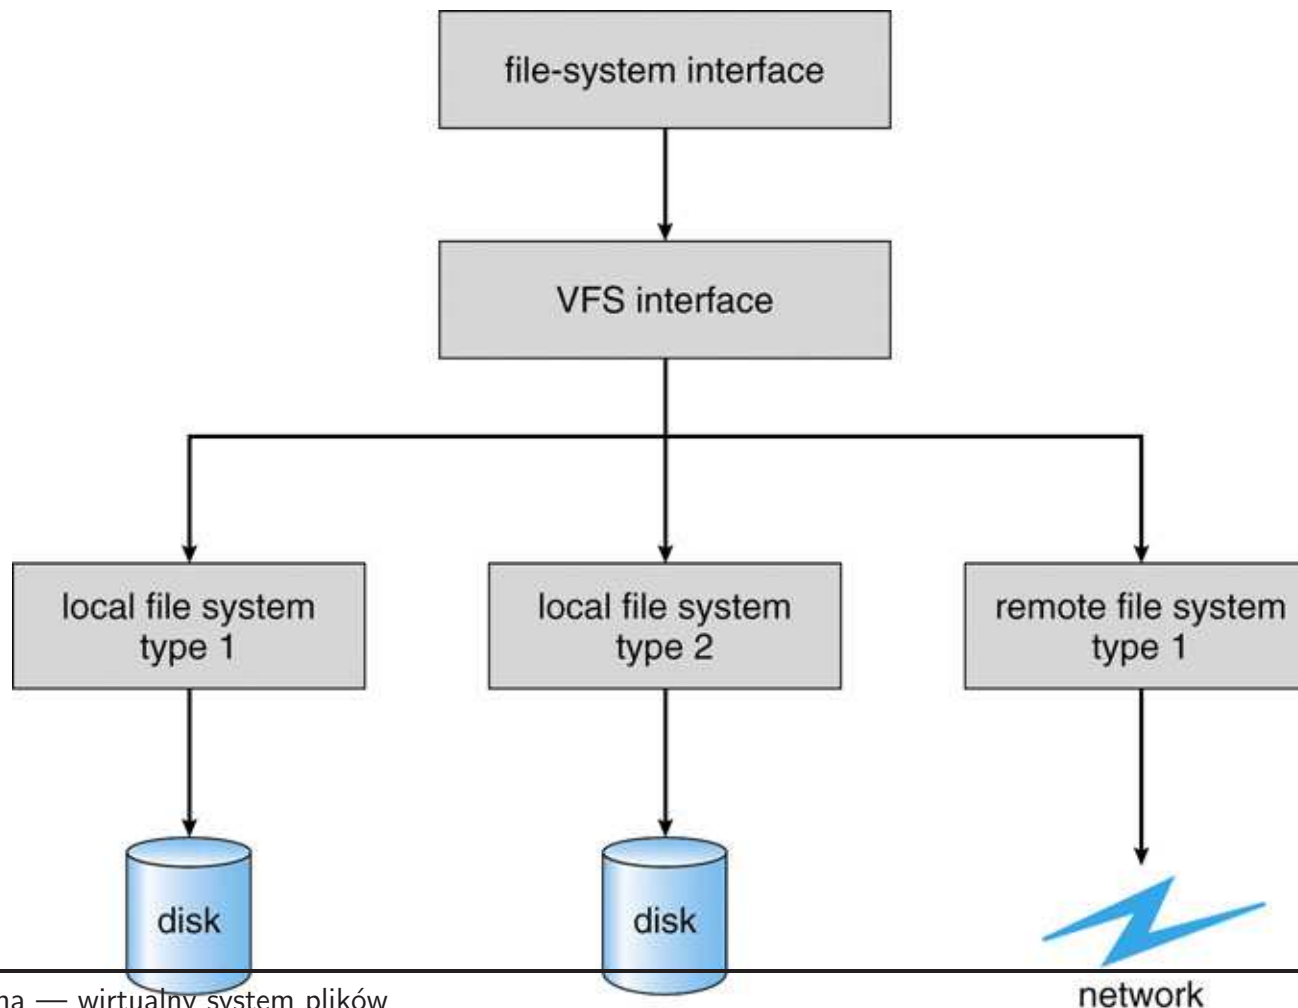 file-system interface
VFS interface
local file system
type 1
local file system
type 2
remote file system
type 1
disk
disk
network
— wirtualny system plików